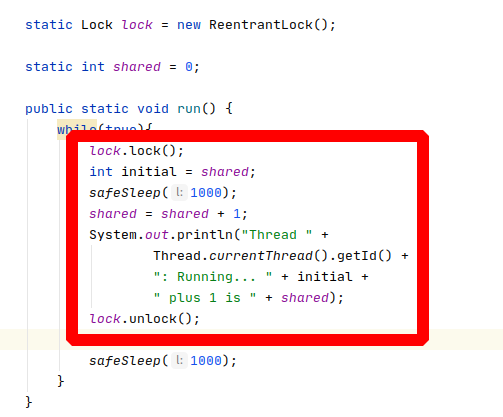 static Lock lock = new ReentrantLock();
static int shared = 0;
public static void run() {
while(true){
lock.lock();
int initial = shared;
safeSleep( l: 1000);
shared = shared + 1;
System.out.println("Thread " +
Thread.currentThread().getId() +
": Running... " + initial +
" plus 1 is " + shared);
lock.unlock();
safeSleep( l: 1000);
}
}